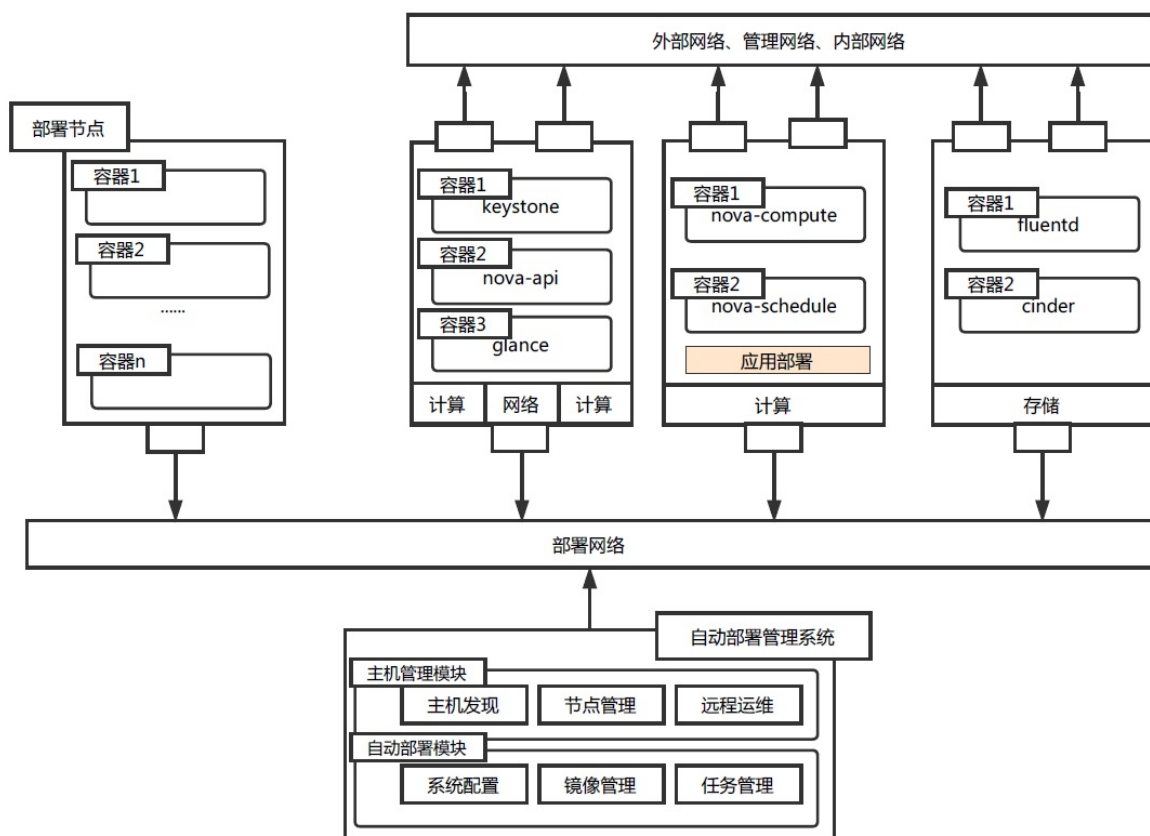 外部网络、管理网络、内部网络
部署节点
容器1
容器2
......
容器n
容器1
keystone
容器2
nova-api
容器3
glance
计算
网络
计算
容器1
nova-compute
容器2
nova-schedule
应用部署
计算
容器1
fluentd
容器2
cinder
存储
部署网络
自动部署管理系统
主机管理模块
主机发现
节点管理
远程运维
自动部署模块
系统配置
镜像管理
任务管理